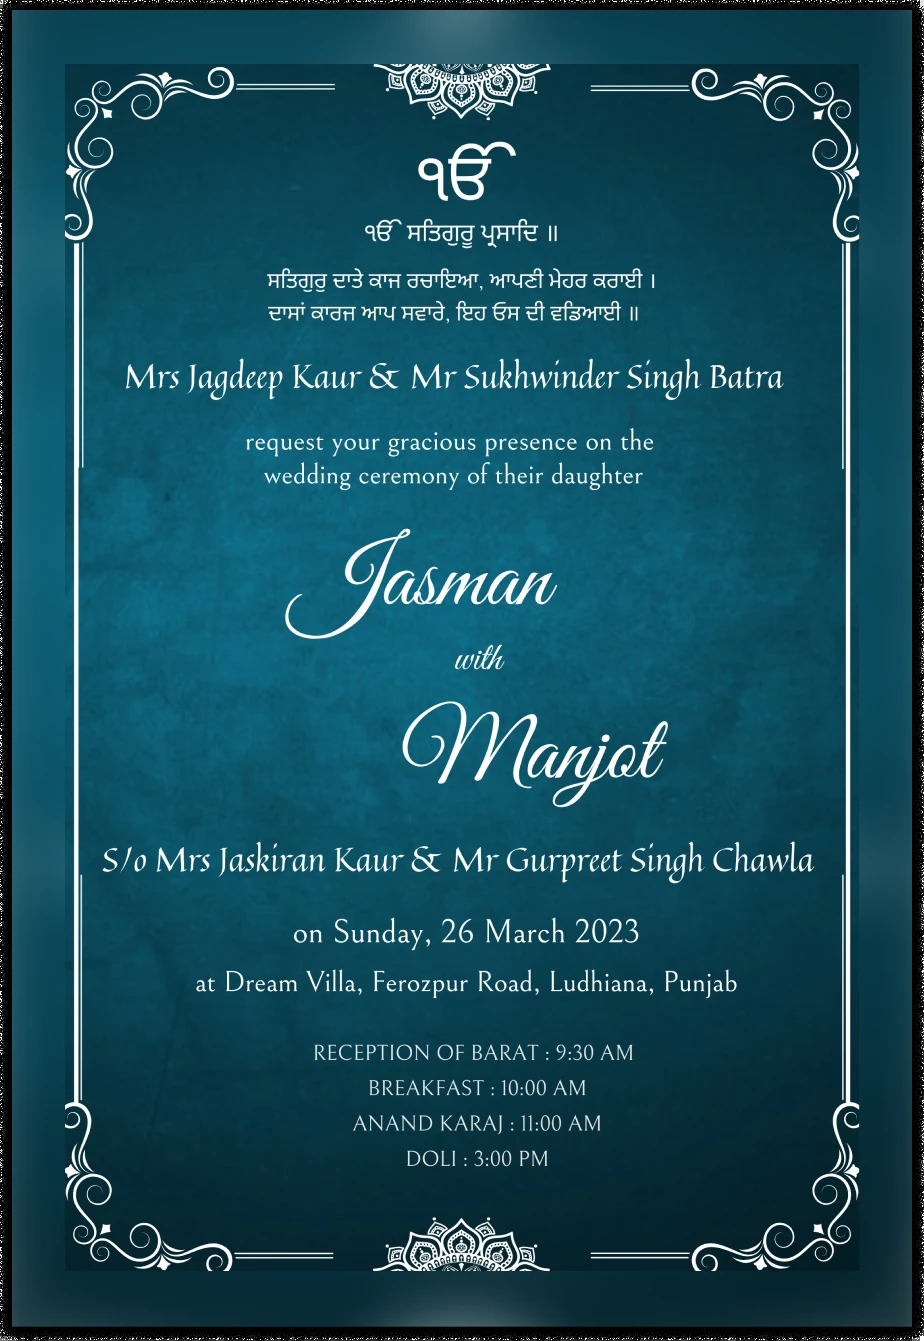 ੴ
ੴ ਸਤਿਗੁਰੂ ਪ੍ਰਸਾਦਿ ॥
ਸਤਿਗੁਰੁ ਦਾਤੇ ਕਾਜ ਰਚਾਇਆ, ਆਪਣੀ ਮੇਹਰ ਕਰਾਈ ।
ਦਾਸਾਂ ਕਾਰਜ ਆਪ ਸਵਾਰੇ, ਇਹ ਓਸ ਦੀ ਵਡਿਆਈ ॥
Mrs Jagdeep Kaur & Mr Sukhwinder Singh Batra
request your gracious presence on the
wedding ceremony of their daughter
Jasman
with
Manjot
S/o Mrs Jaskiran Kaur & Mr Gurpreet Singh Chawla
on Sunday, 26 March 2023
at Dream Villa, Ferozpur Road, Ludhiana, Punjab
RECEPTION OF BARAT : 9:30 AM
BREAKFAST : 10:00 AM
ANAND KARAJ : 11:00 AM
DOLI : 3:00 PM